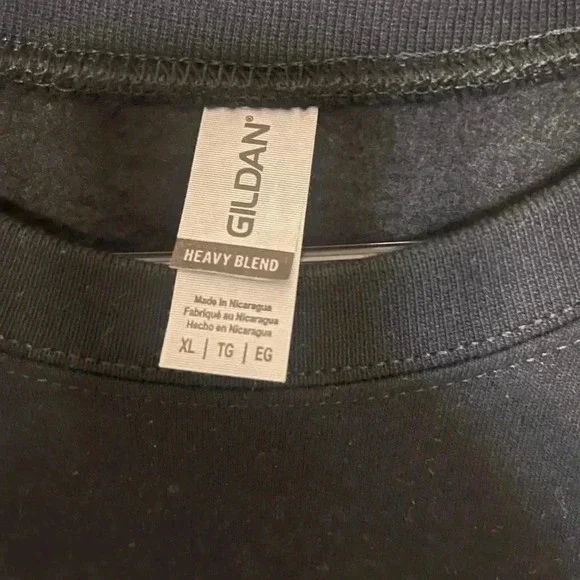 GILDAN®
HEAVY BLEND
Made in Nicaragua
Fabriqué au Nicaragua
Hecho en Nicaragua
XL | TG | EG